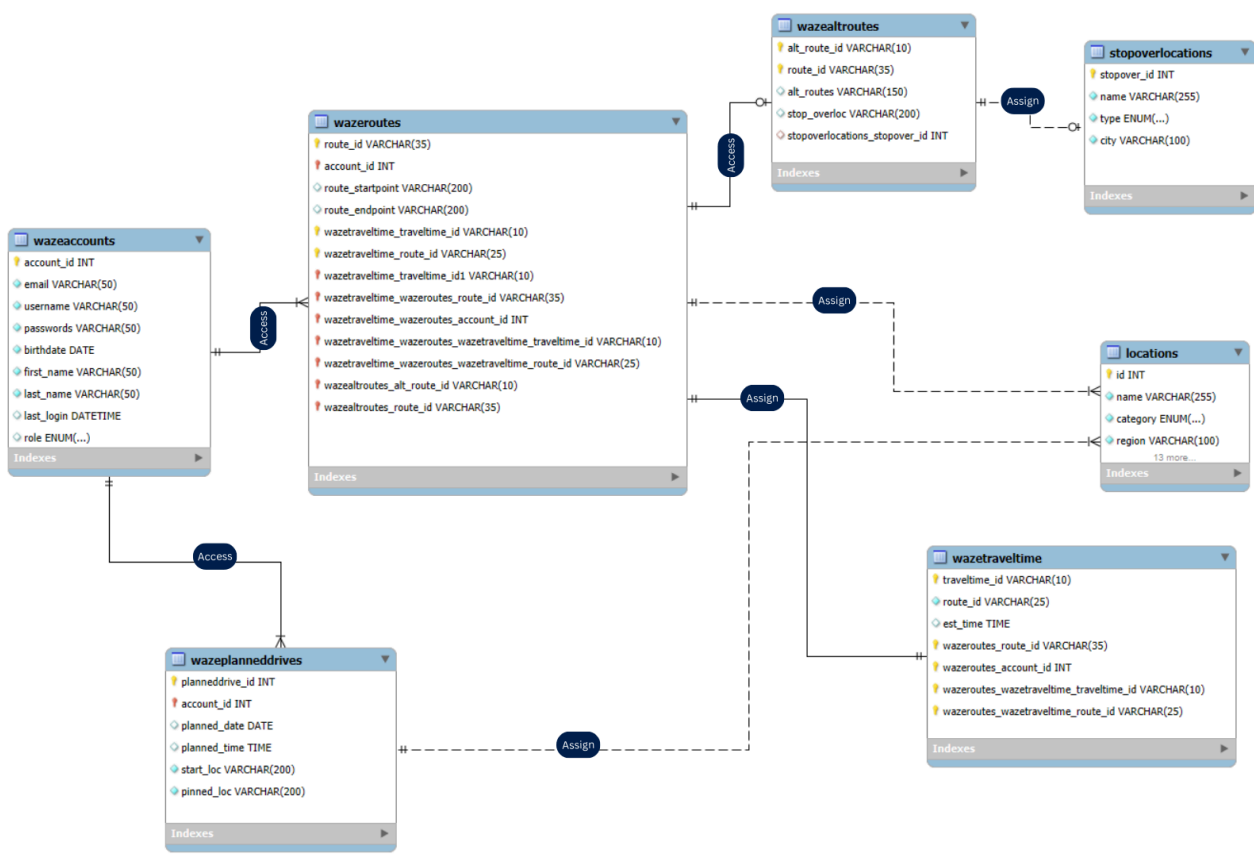 wazealtroutes
alt_route_id VARCHAR(10)
route_id VARCHAR(35)
alt_routes VARCHAR(150)
stop_overloc VARCHAR(200)
stopoverlocations_stopover_id INT
Indexes
Assign
stopoverlocations
stopover_id INT
name VARCHAR(255)
type ENUM(...)
city VARCHAR(100)
Indexes
Access
wazeroutes
route_id VARCHAR(35)
account_id INT
route_startpoint VARCHAR(200)
route_endpoint VARCHAR(200)
wazetraveltime_traveltime_id VARCHAR(10)
wazetraveltime_route_id VARCHAR(25)
wazetraveltime_traveltime_id1 VARCHAR(10)
wazetraveltime_wazeroutes_route_id VARCHAR(35)
wazetraveltime_wazeroutes_account_id INT
wazetraveltime_wazeroutes_wazetraveltime_traveltime_id VARCHAR(10)
wazetraveltime_wazeroutes_wazetraveltime_route_id VARCHAR(25)
wazealtroutes_alt_route_id VARCHAR(10)
wazealtroutes_route_id VARCHAR(35)
Indexes
wazeaccounts
account_id INT
email VARCHAR(50)
username VARCHAR(50)
passwords VARCHAR(50)
birthdate DATE
first_name VARCHAR(50)
last_name VARCHAR(50)
last_login DATETIME
role ENUM(...)
Indexes
Access
Assign
locations
id INT
name VARCHAR(255)
category ENUM(...)
region VARCHAR(100)
13 more...
Indexes
Assign
Access
wazetraveltime
traveltime_id VARCHAR(10)
route_id VARCHAR(25)
est_time TIME
wazeroutes_route_id VARCHAR(35)
wazeroutes_account_id INT
wazeroutes_wazetraveltime_traveltime_id VARCHAR(10)
wazeroutes_wazetraveltime_route_id VARCHAR(25)
Indexes
wazeplanneddrives
planneddrive_id INT
account_id INT
planned_date DATE
planned_time TIME
start_loc VARCHAR(200)
pinned_loc VARCHAR(200)
Indexes
Assign